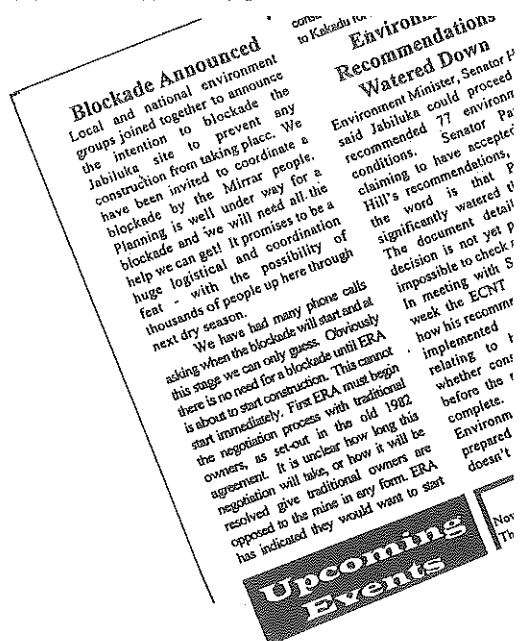 Blockade Announced
Local and national environment
groups joined together to announce
the intention to blockade the
Jabiluka site to prevent any
construction from taking place. We
have been invited to coordinate a
blockade by the Mirrar people.
Planning is well under way for a
blockade and we will need all the
help we can get! It promises to be a
huge logistical and coordination
feat - with the possibility of
thousands of people up here through
next dry season.
We have had many phone calls
asking when the blockade will start and at
this stage we can only guess. Obviously
there is no need for a blockade until ERA
is about to start construction. This cannot
start immediately. First ERA must begin
the negotiation process with traditional
owners, as set-out in the old 1982
agreement. It is unclear how long this
negotiation will take, or how it will be
resolved give traditional owners are
opposed to the mine in any form. ERA
has indicated they would want to start
to Kakadu for
Environm
Recommendations
Watered Down
Environment Minister, Senator H
said Jabiluka could proceed
recommended 77 environm
conditions. Senator Pa
claiming to have accepted
Hill's recommendations,
the word is that P
significantly watered th
The document detail
decision is not yet p
impossible to check a
In meeting with S
week the ECNT
how his recomm
implemented
relating to h
whether cons
before the r
complete.
Environm
prepared
doesn't
Upcoming
Events
Nov
Th